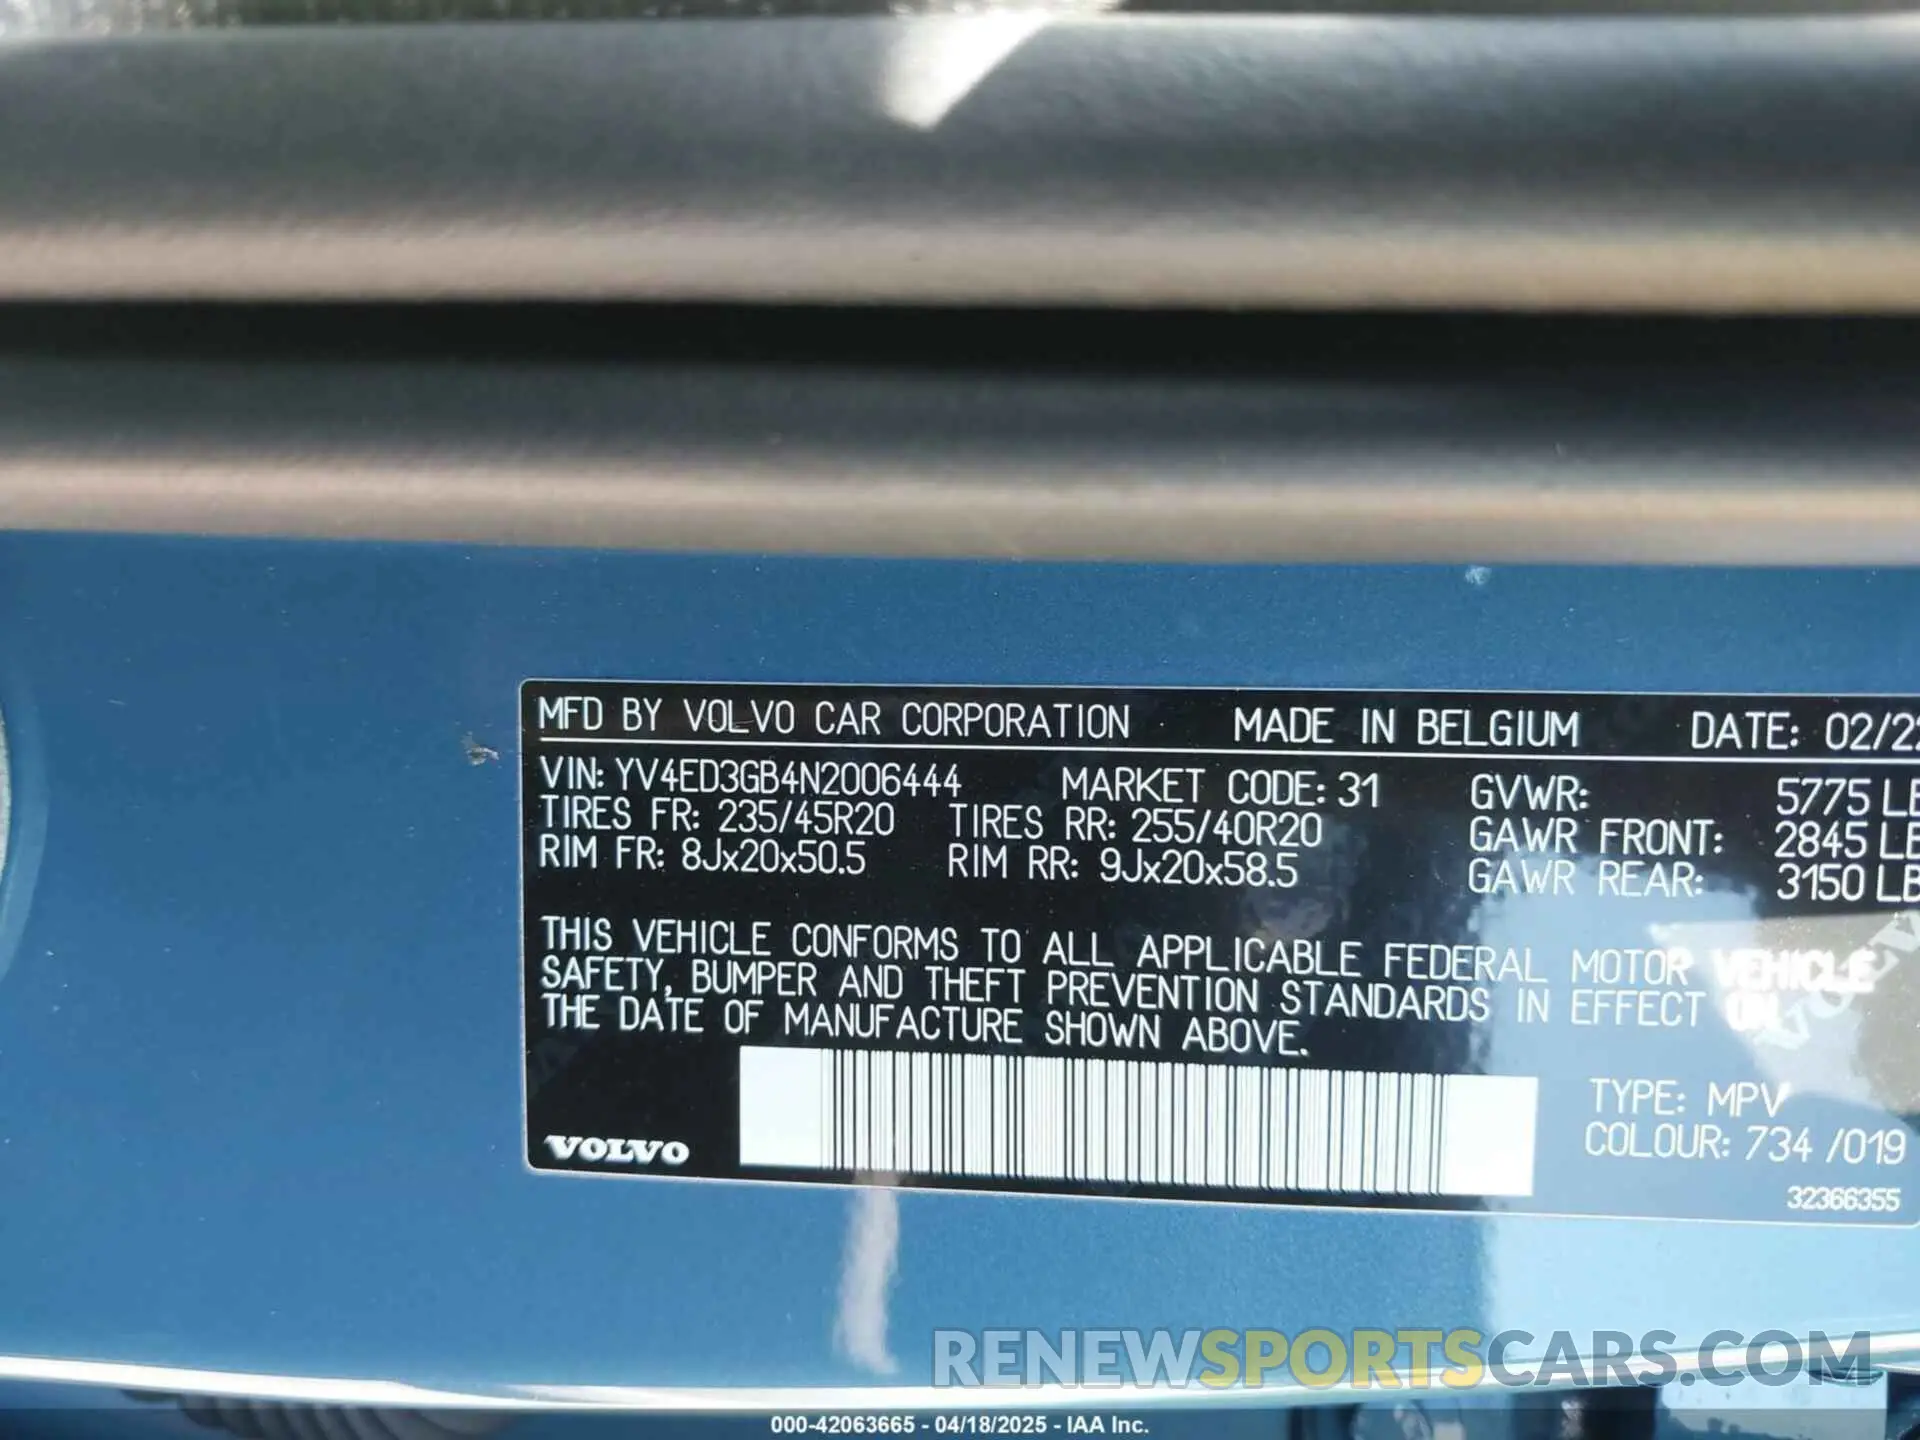 MFD BY VOLVO CAR CORPORATION MADE IN BELGIUM DATE: 02/22
VIN: YV4ED3GB4N2006444 MARKET CODE: 31 GVWR: 5775 LB
TIRES FR: 235/45R20 TIRES RR: 255/40R20 GAWR FRONT: 2845 LB
RIM FR: 8Jx20x50.5 RIM RR: 9Jx20x58.5 GAWR REAR: 3150 LB
THIS VEHICLE CONFORMS TO ALL APPLICABLE FEDERAL MOTOR VEHICLE
SAFETY, BUMPER AND THEFT PREVENTION STANDARDS IN EFFECT ON
THE DATE OF MANUFACTURE SHOWN ABOVE.
TYPE: MPV
COLOUR: 734 /019
VOLVO
32366355
RENEWSPORTSCARS.COM
000-42063665 - 04/18/2025 - IAA Inc.